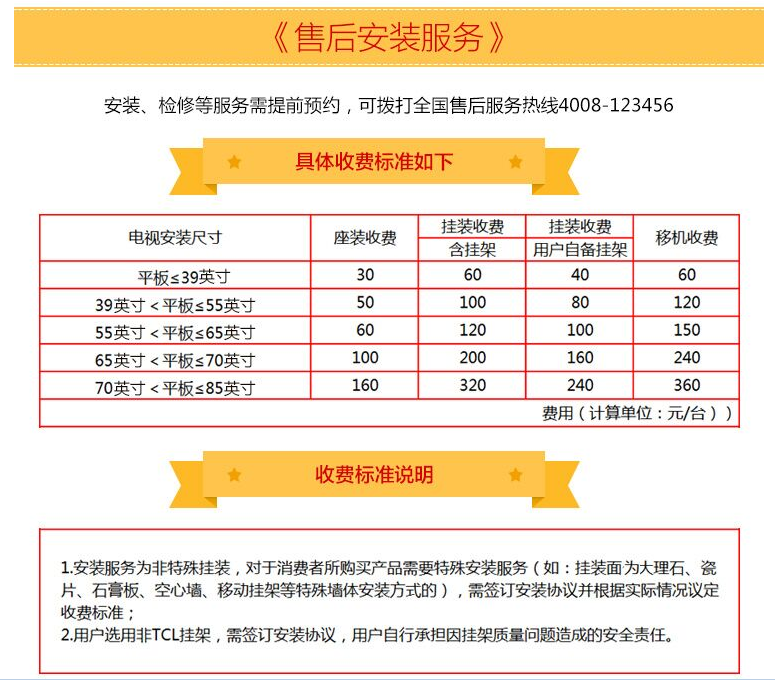 《售后安装服务》
安装、检修等服务需提前预约，可拨打全国售后服务热线4008-123456
具体收费标准如下
电视安装尺寸 座装收费 挂装收费 含挂架 挂装收费 用户自备挂架 移机收费
平板≤39英寸 30 60 40 60
39英寸＜平板≤55英寸 50 100 80 120
55英寸＜平板≤65英寸 60 120 100 150
65英寸＜平板≤70英寸 100 200 160 240
70英寸＜平板≤85英寸 160 320 240 360
费用（计算单位：元/台））
收费标准说明
1.安装服务为非特殊挂装，对于消费者所购买产品需要特殊安装服务（如：挂装面为大理石、瓷
片、石膏板、空心墙、移动挂架等特殊墙体安装方式的），需签订安装协议并根据实际情况议定
收费标准；
2.用户选用非TCL挂架，需签订安装协议，用户自行承担因挂架质量问题造成的安全责任。